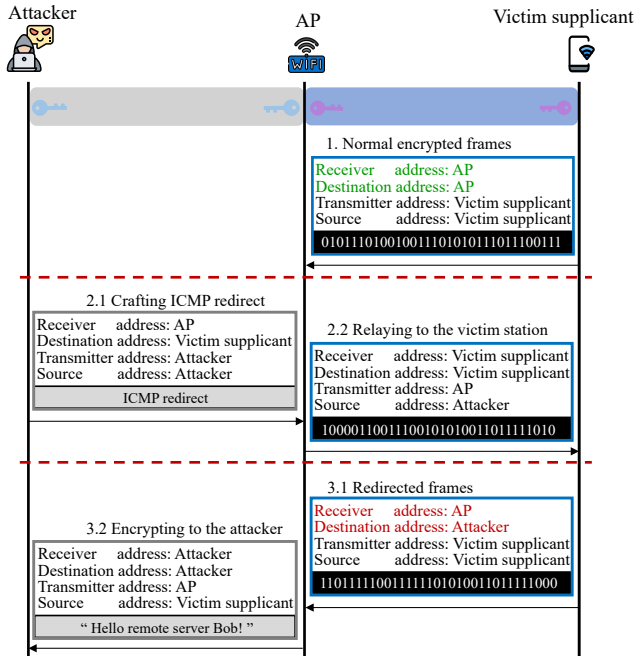 Attacker
AP
Victim supplicant
WIFI
1. Normal encrypted frames
Receiver address: AP
Destination address: AP
Transmitter address: Victim supplicant
Source address: Victim supplicant
010111010010011101010111011100111
2.1 Crafting ICMP redirect
Receiver address: AP
Destination address: Victim supplicant
Transmitter address: Attacker
Source address: Attacker
ICMP redirect
2.2 Relaying to the victim station
Receiver address: Victim supplicant
Destination address: Victim supplicant
Transmitter address: AP
Source address: Attacker
100001100111001010100110111111010
3.1 Redirected frames
Receiver address: AP
Destination address: Attacker
Transmitter address: Victim supplicant
Source address: Victim supplicant
110111110011111101010011011111000
3.2 Encrypting to the attacker
Receiver address: Attacker
Destination address: Attacker
Transmitter address: AP
Source address: Victim supplicant
“ Hello remote server Bob! ”